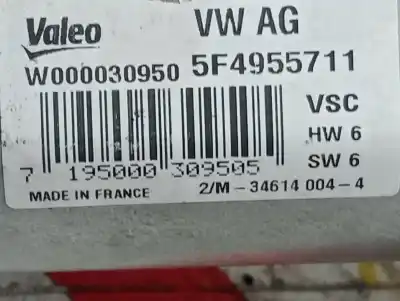 Valeo VW AG
W000030950 5F4955711
VSC
HW 6
7 195000 309505 SW 6
MADE IN FRANCE 2/M-34614 004-4